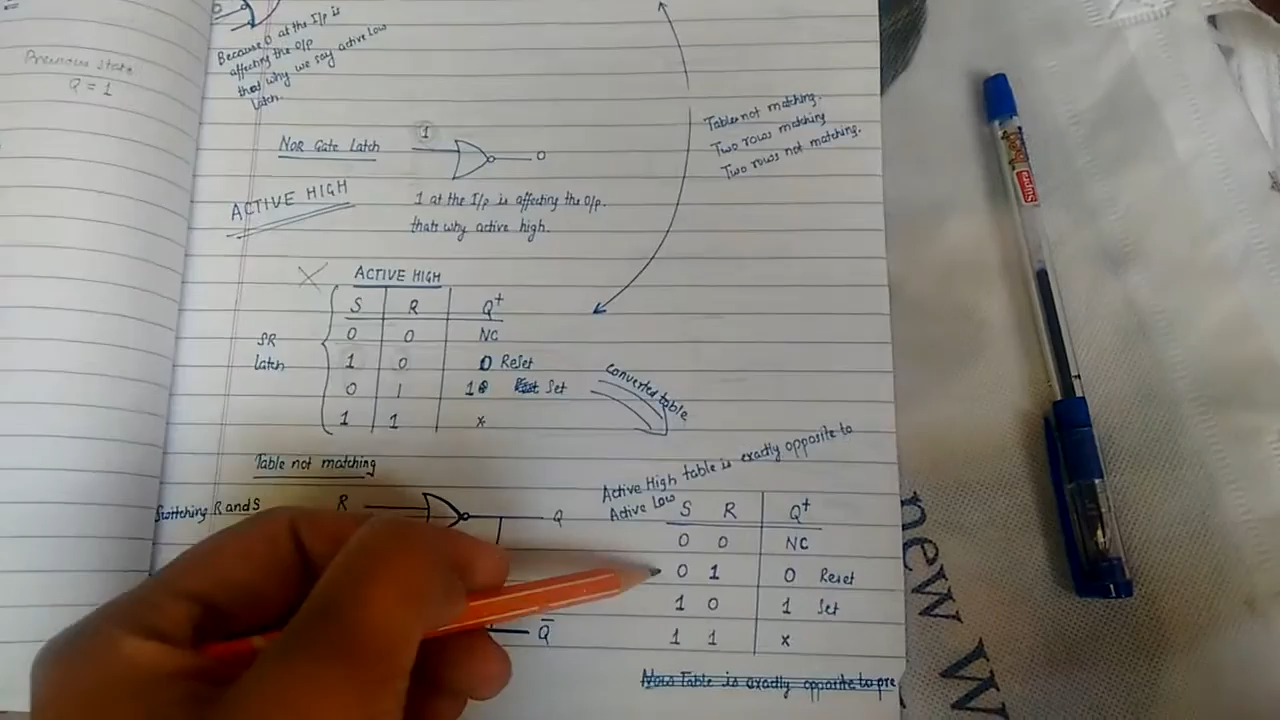 Because 0 at the I/p is
affecting the O/p
that why we say active low
latch.
Previous state
Q = 1
NOR Gate Latch
1
0
ACTIVE HIGH
1 at the I/p is affecting the O/p.
thats why active high.
Table not matching.
Two rows matching
Two rows not matching.
ACTIVE HIGH
S R Q+
0 0 NC
1 0 0 Reset
0 1 1 Set
1 1 x
SR
latch
Converted table
Table not matching
Switching R and S
R
Q
Q̅
Active High table is exactly opposite to
Active Low
S R Q+
0 0 NC
0 1 0 Reset
1 0 1 Set
1 1 x
Now Table is exactly opposite to pre
new w